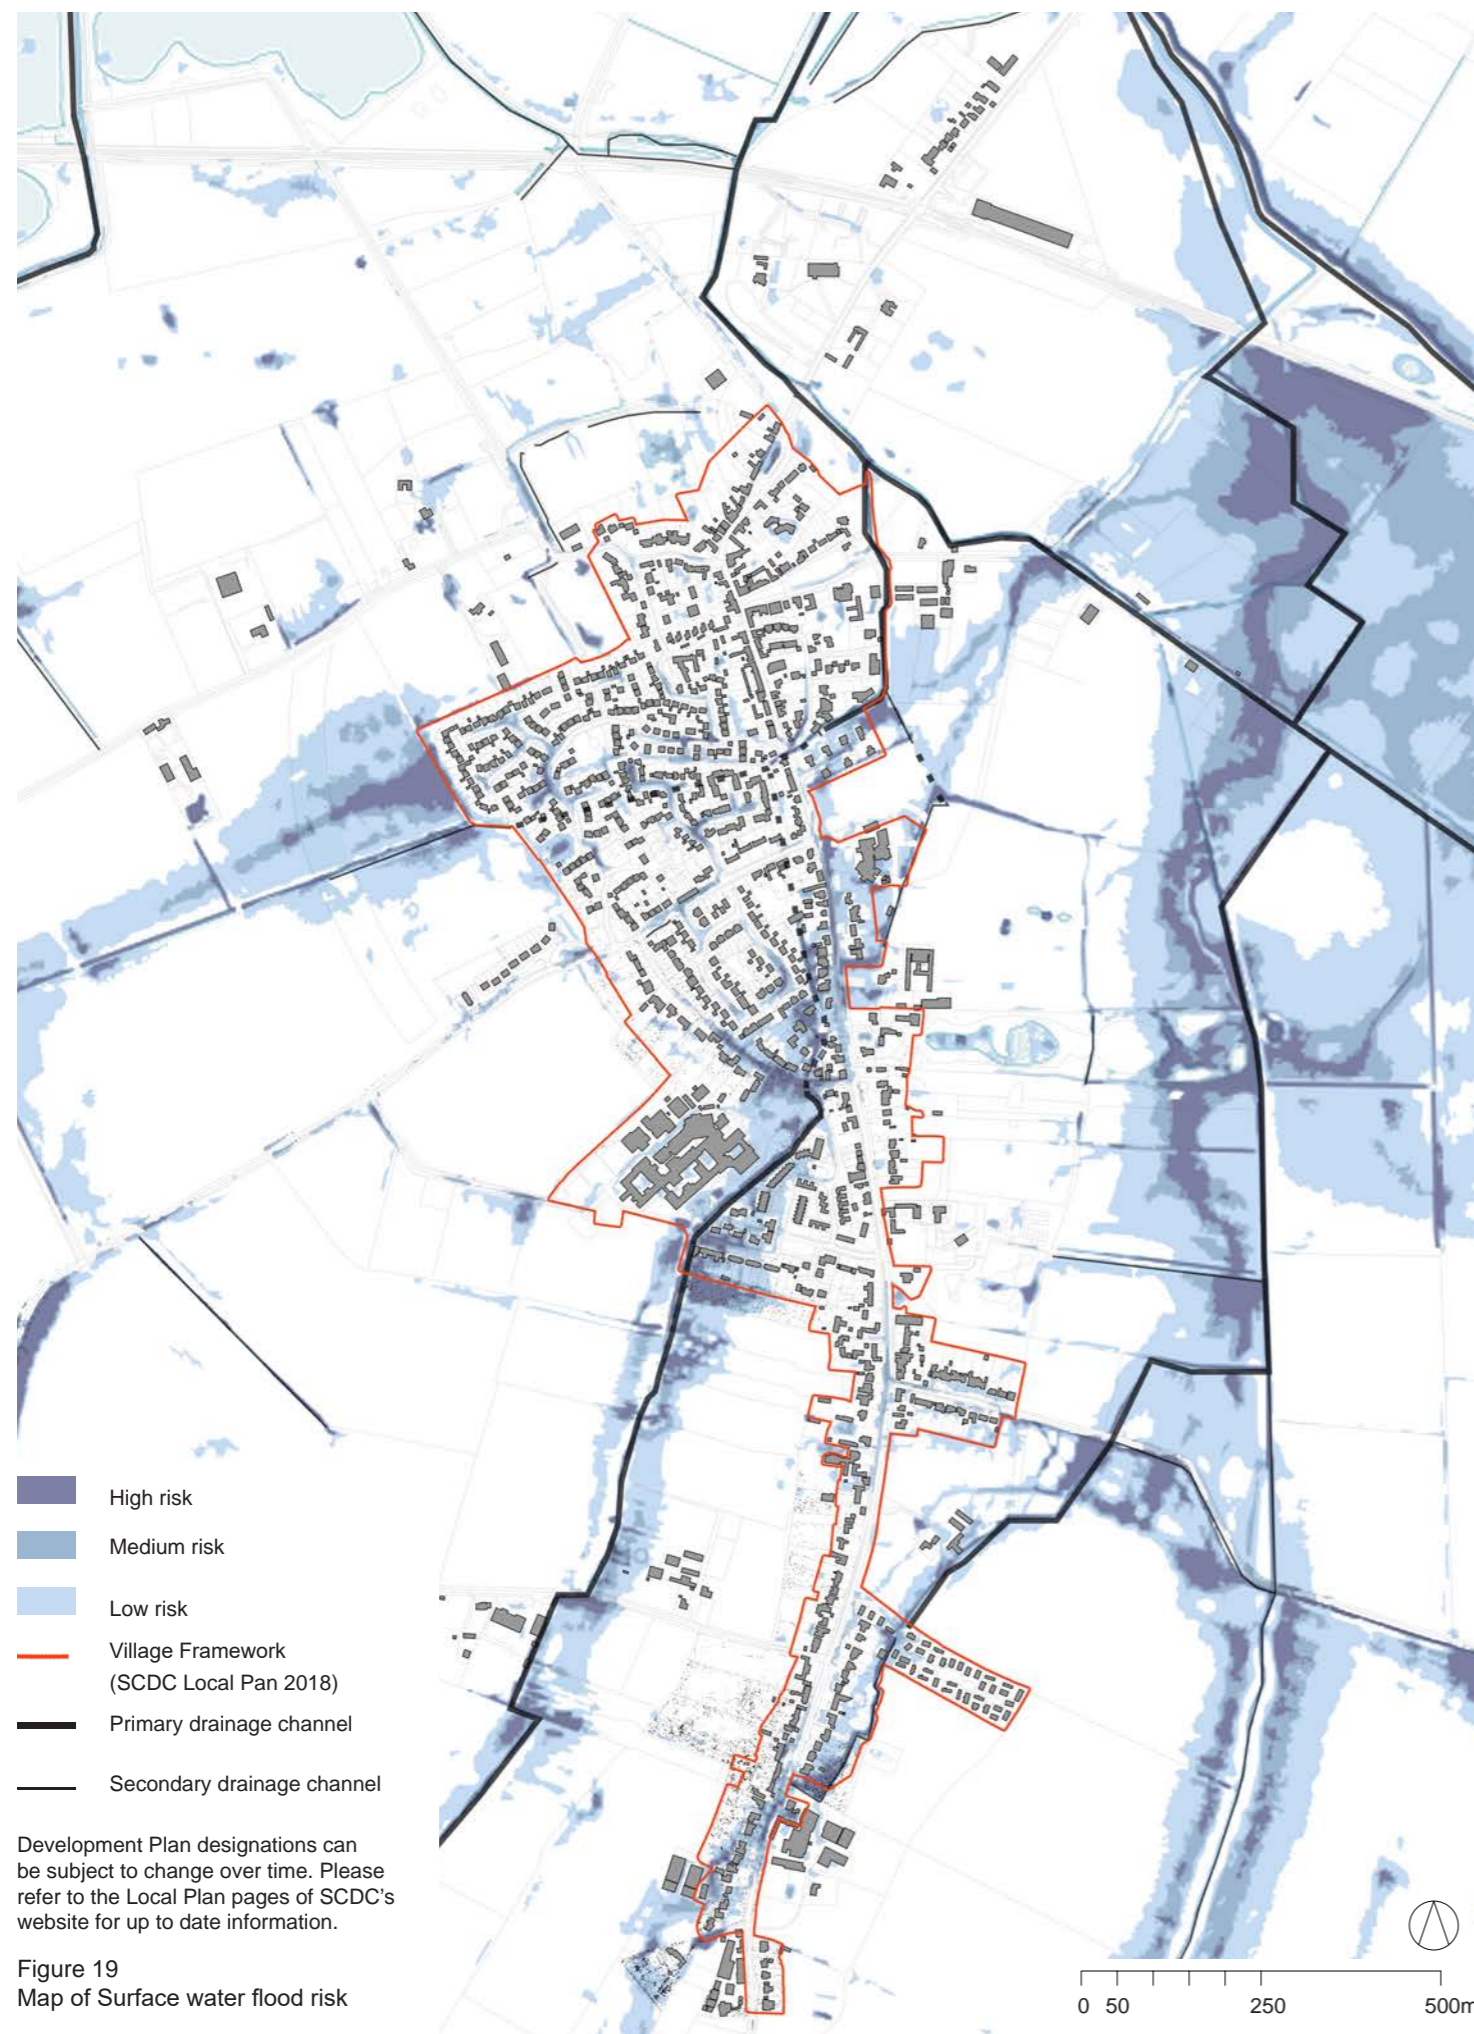 High risk
Medium risk
Low risk
Village Framework
(SCDC Local Pan 2018)
Primary drainage channel
Secondary drainage channel
Development Plan designations can
be subject to change over time. Please
refer to the Local Plan pages of SCDC's
website for up to date information.
Figure 19
Map of Surface water flood risk
0 50 250 500m